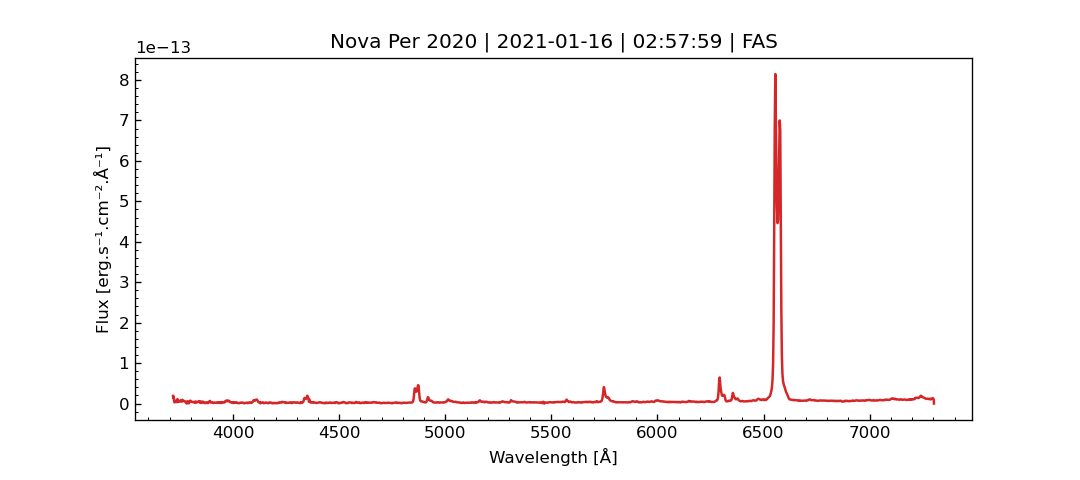 Nova Per 2020 | 2021-01-16 | 02:57:59 | FAS
1e−13
8
7
6
5
4
3
2
1
0
Flux [erg.s⁻¹.cm⁻².Å⁻¹]
4000 4500 5000 5500 6000 6500 7000
Wavelength [Å]